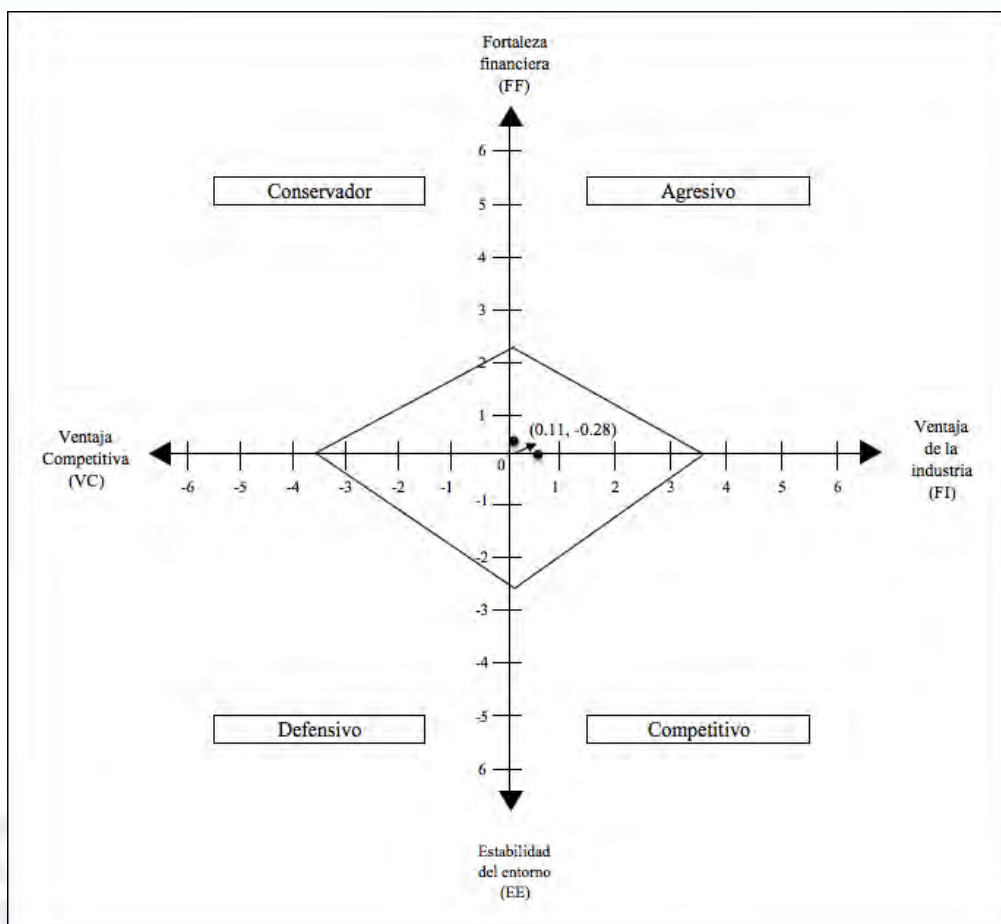 Fortaleza
financiera
(FF)
6
Conservador
Agresivo
5
4
3
2
1
(0.11, -0.28)
Ventaja
Competitiva
(VC)
Ventaja
de la
industria
(FI)
0
-6 -5 -4 -3 -2 -1 1 2 3 4 5 6
-1
-2
-3
-4
-5
Defensivo
Competitivo
6
Estabilidad
del entorno
(EE)